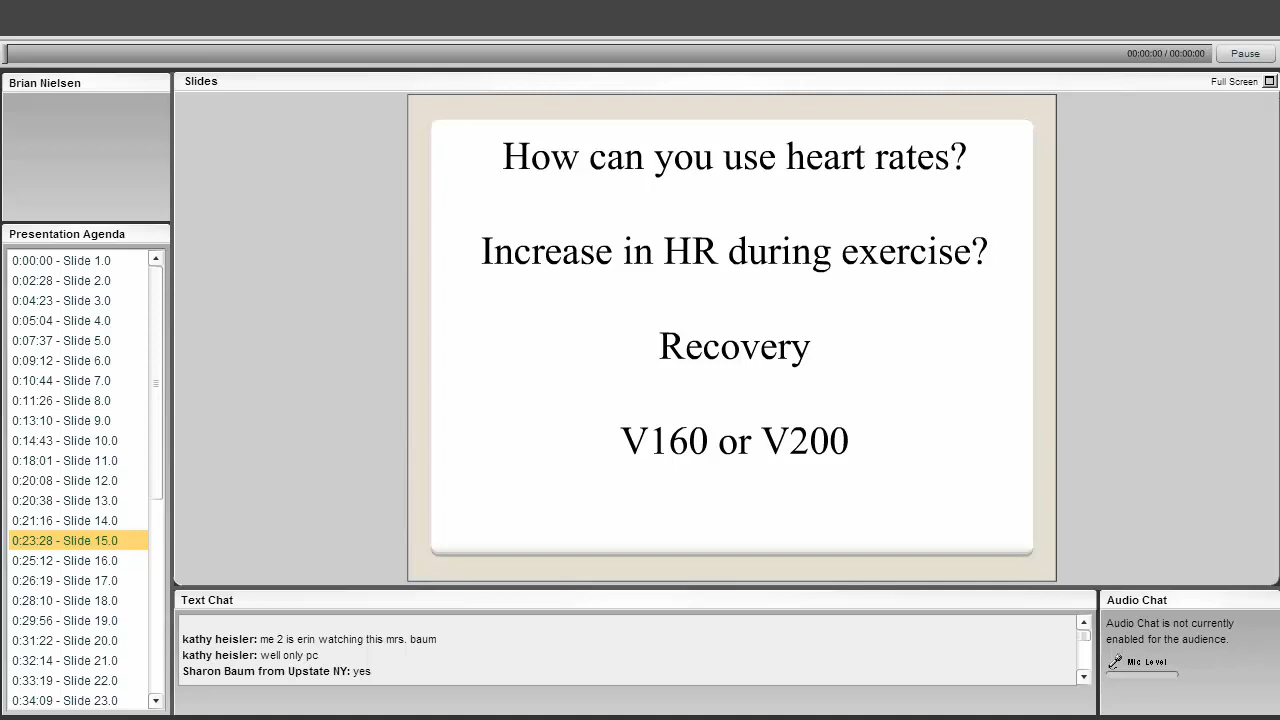 00:00:00 / 00:00:00
Pause
Brian Nielsen
Slides
Full Screen
How can you use heart rates?
Increase in HR during exercise?
Recovery
V160 or V200
Presentation Agenda
0:00:00 - Slide 1.0
0:02:28 - Slide 2.0
0:04:23 - Slide 3.0
0:05:04 - Slide 4.0
0:07:37 - Slide 5.0
0:09:12 - Slide 6.0
0:10:44 - Slide 7.0
0:11:26 - Slide 8.0
0:13:10 - Slide 9.0
0:14:43 - Slide 10.0
0:18:01 - Slide 11.0
0:20:08 - Slide 12.0
0:20:38 - Slide 13.0
0:21:16 - Slide 14.0
0:23:28 - Slide 15.0
0:25:12 - Slide 16.0
0:26:19 - Slide 17.0
0:28:10 - Slide 18.0
0:29:56 - Slide 19.0
0:31:22 - Slide 20.0
0:32:14 - Slide 21.0
0:33:19 - Slide 22.0
0:34:09 - Slide 23.0
Text Chat
kathy heisler: me 2 is erin watching this mrs. baum
kathy heisler: well only pc
Sharon Baum from Upstate NY: yes
Audio Chat
Audio Chat is not currently
enabled for the audience.
Mic Level